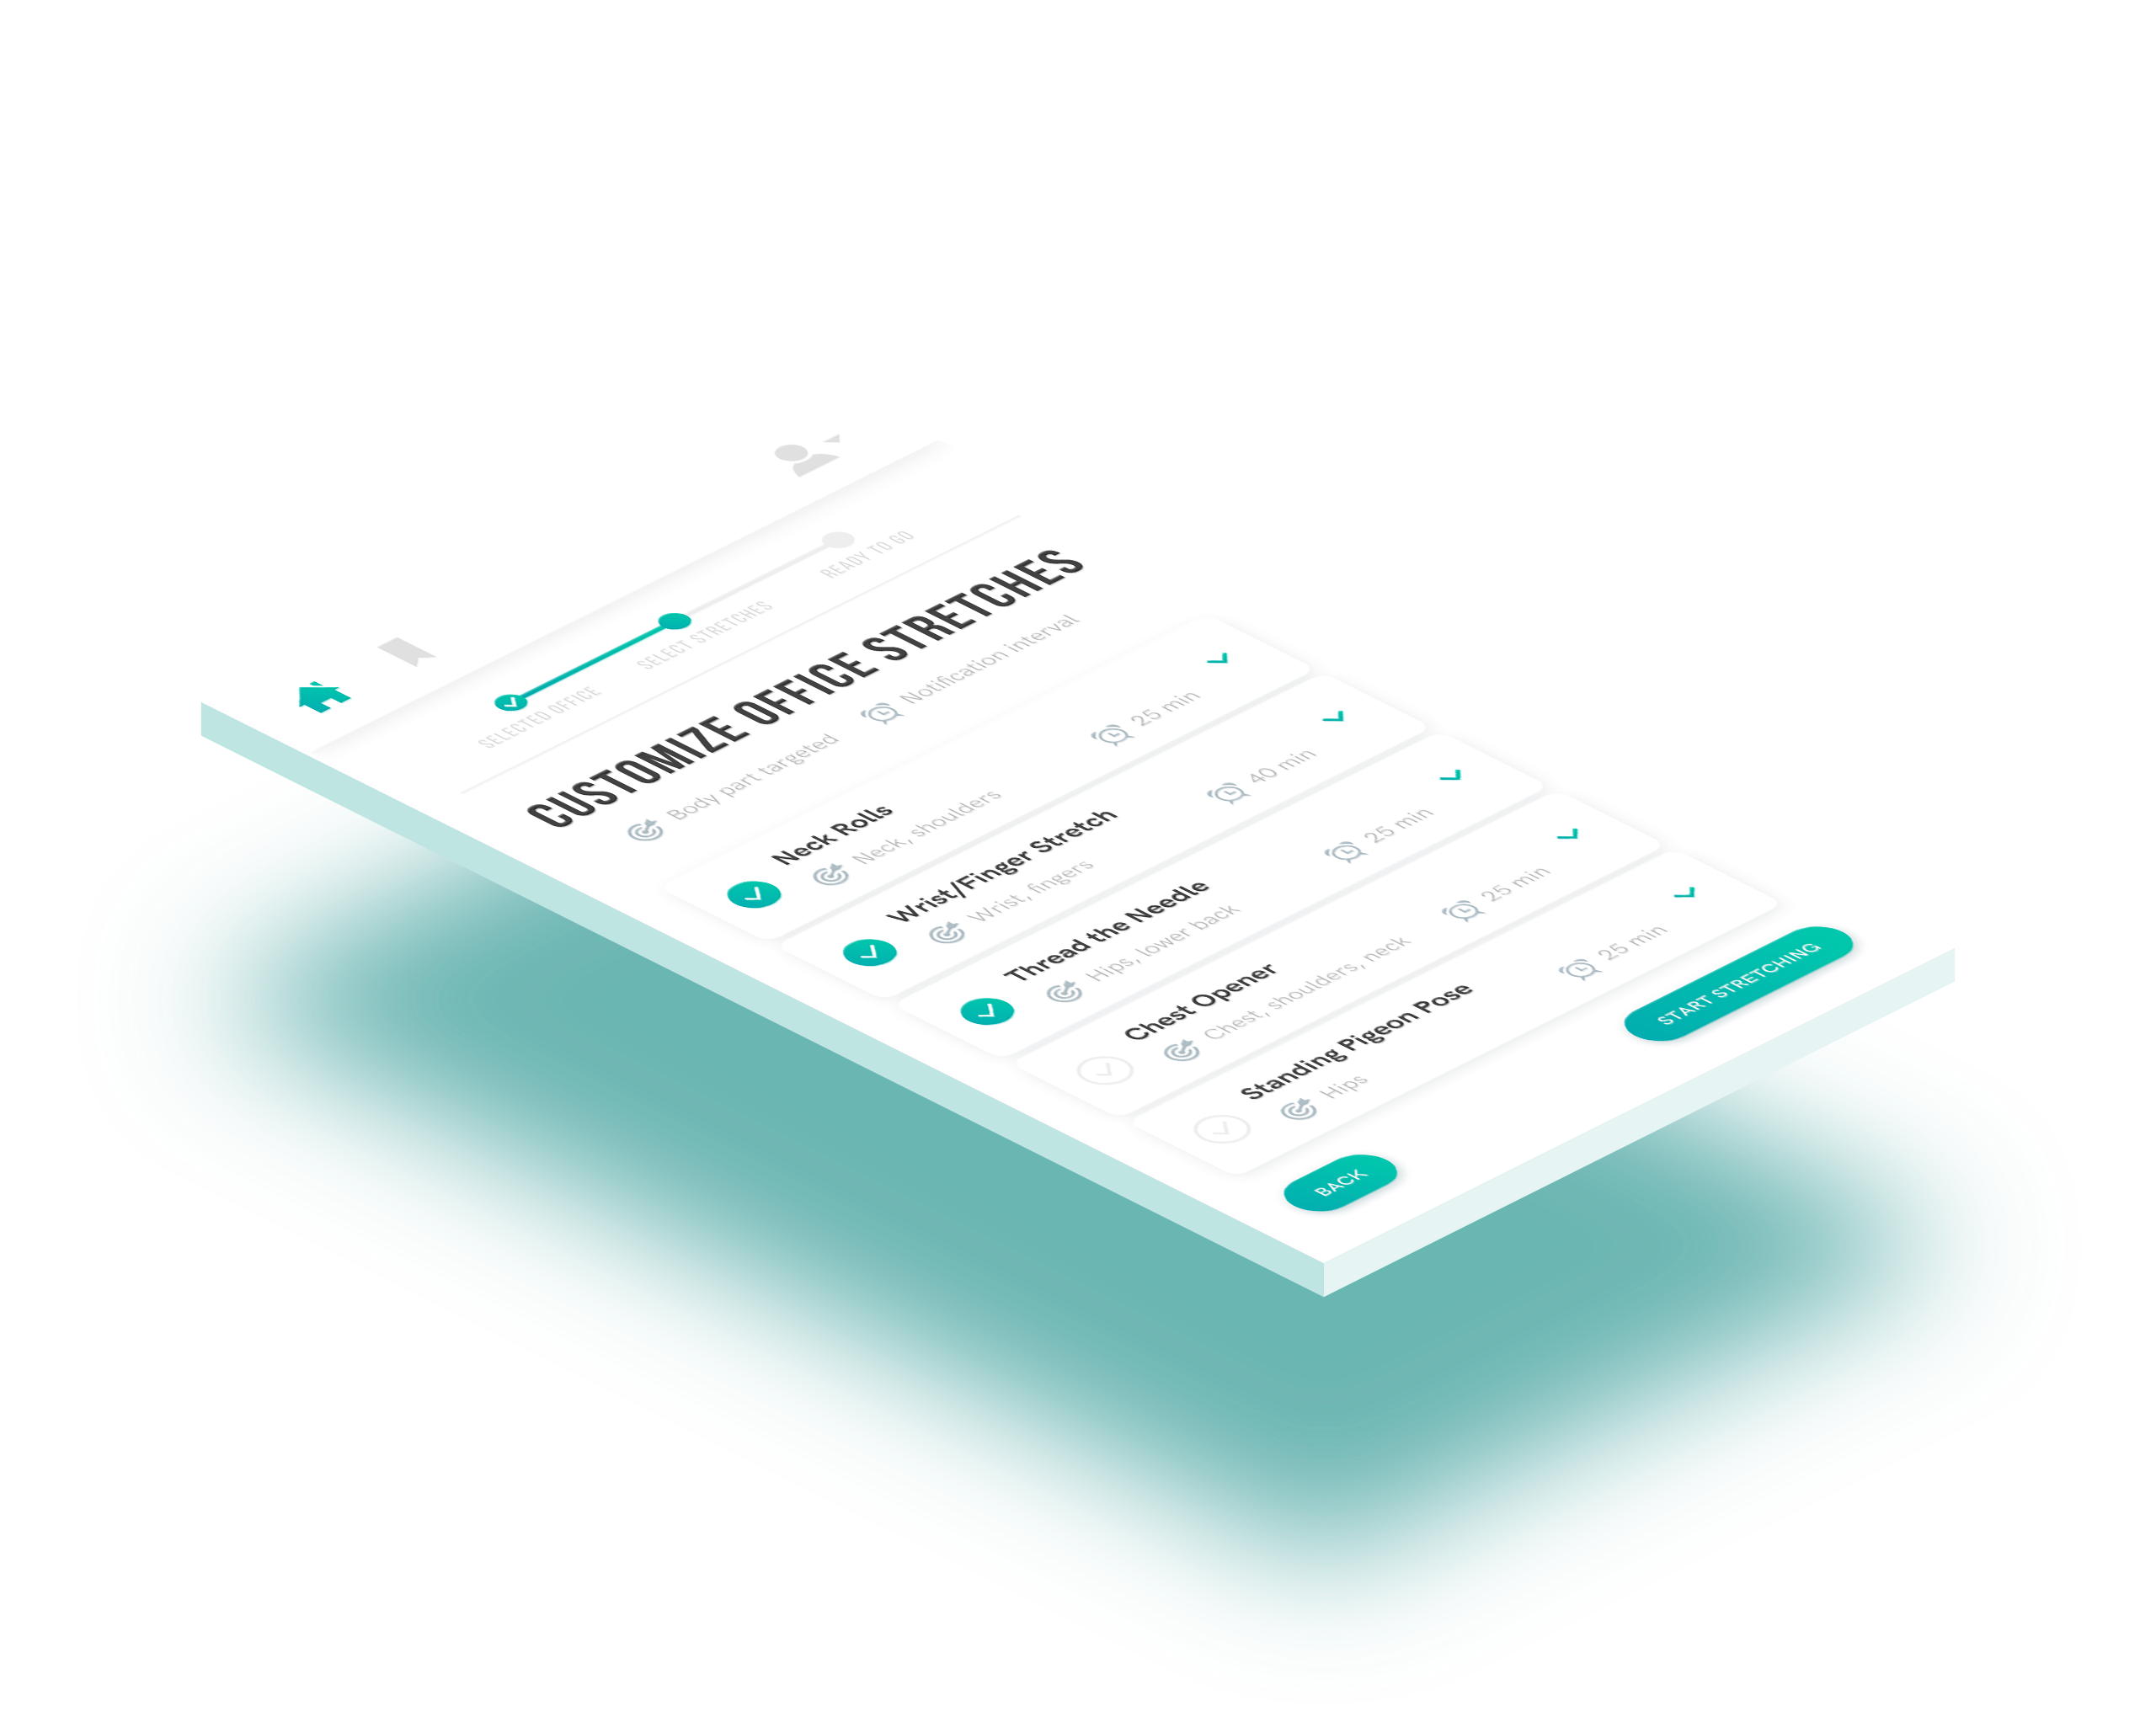 SELECTED OFFICE
SELECT STRETCHES
READY TO GO
CUSTOMIZE OFFICE STRETCHES
Body part targeted
Notification interval
Neck Rolls
Neck, shoulders
25 min
Wrist/Finger Stretch
Wrist, fingers
40 min
Thread the Needle
Hips, lower back
25 min
Chest Opener
Chest, shoulders, neck
25 min
Standing Pigeon Pose
Hips
25 min
BACK
START STRETCHING